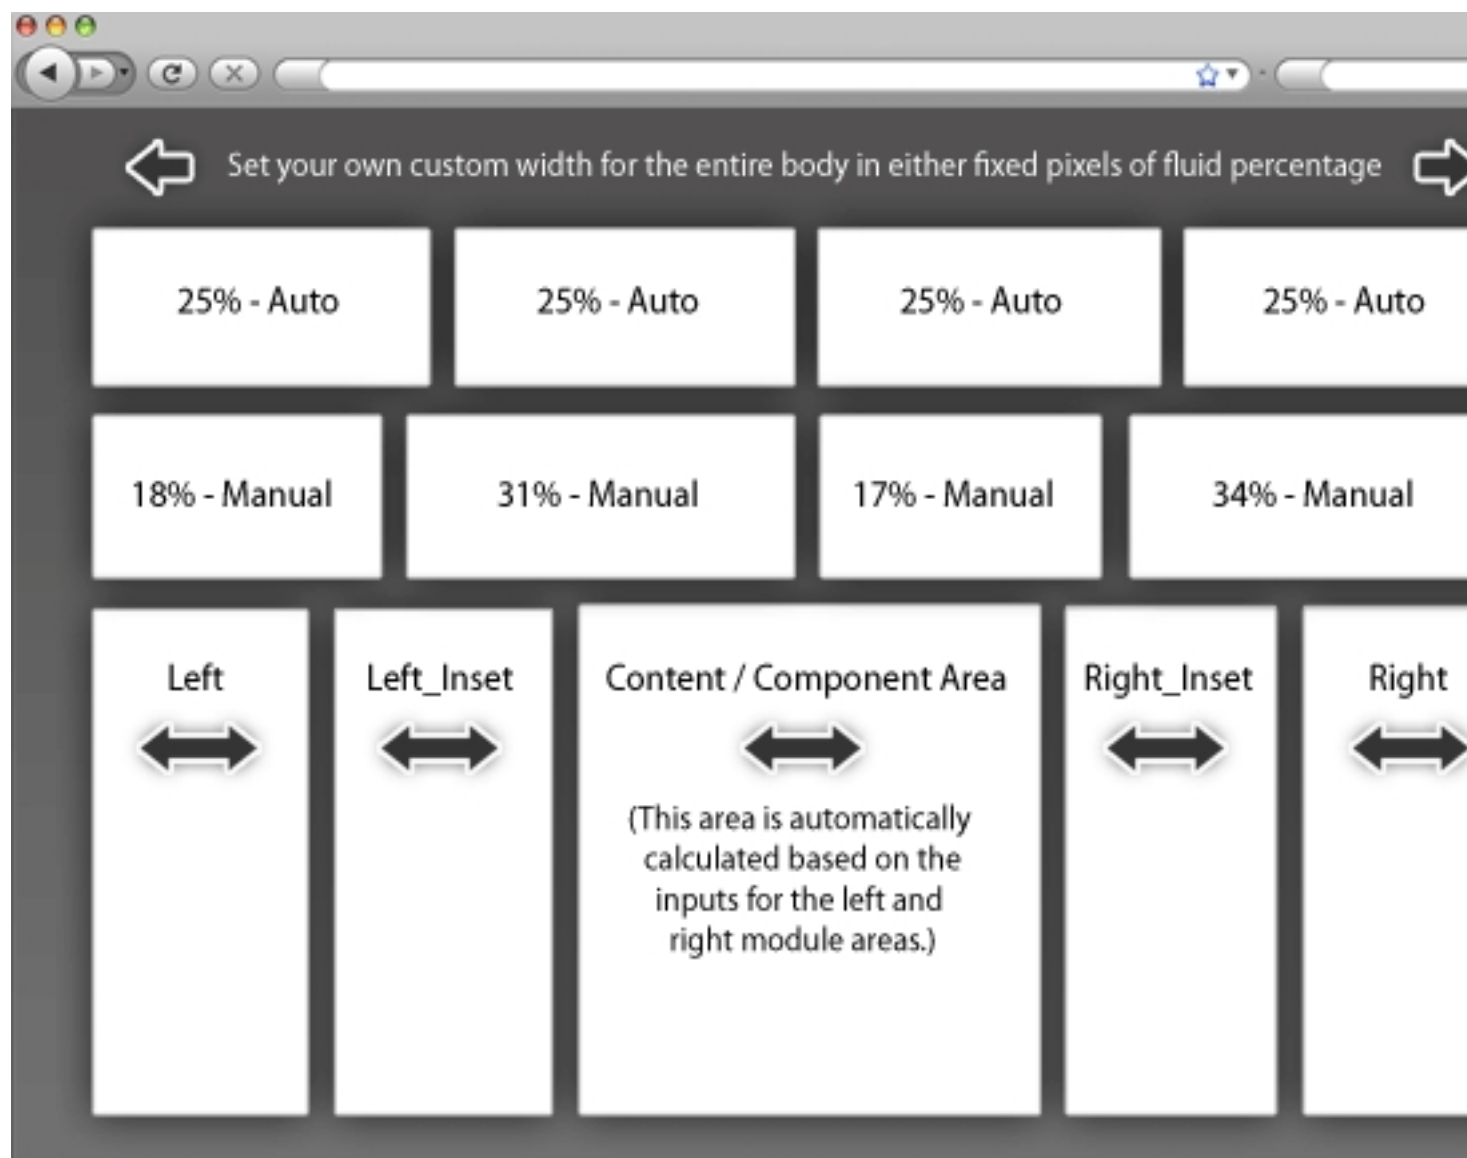 Set your own custom width for the entire body in either fixed pixels of fluid percentage
25% - Auto
25% - Auto
25% - Auto
25% - Auto
18% - Manual
31% - Manual
17% - Manual
34% - Manual
Left
Left_Inset
Content / Component Area
Right_Inset
Right
(This area is automatically
calculated based on the
inputs for the left and
right module areas.)